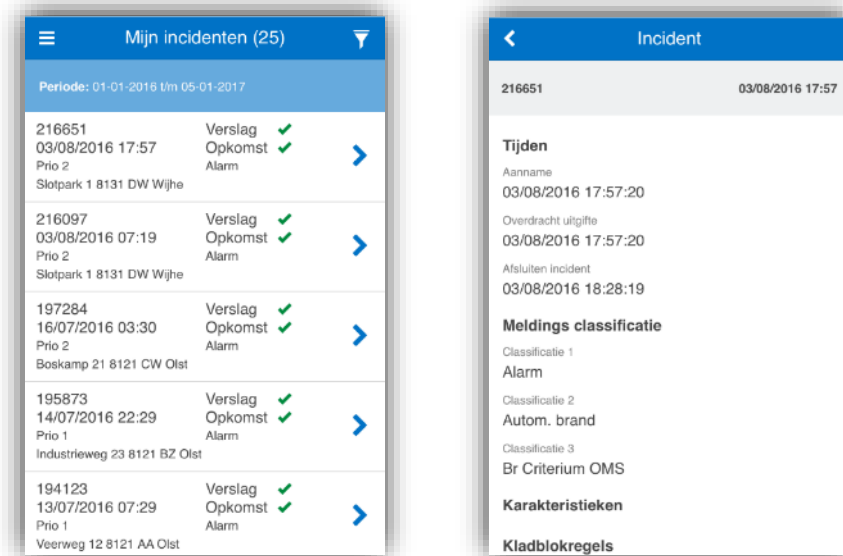 Mijn incidenten (25)
Periode: 01-01-2016 t/m 05-01-2017
216651 Verslag
03/08/2016 17:57 Opkomst
Prio 2 Alarm
Slotpark 1 8131 DW Wijhe
216097 Verslag
03/08/2016 07:19 Opkomst
Prio 2 Alarm
Slotpark 1 8131 DW Wijhe
197284 Verslag
16/07/2016 03:30 Opkomst
Prio 2 Alarm
Boskamp 21 8121 CW Olst
195873 Verslag
14/07/2016 22:29 Opkomst
Prio 1 Alarm
Industrieweg 23 8121 BZ Olst
194123 Verslag
13/07/2016 07:29 Opkomst
Prio 1 Alarm
Veerweg 12 8121 AA Olst
Incident
216651 03/08/2016 17:57
Tijden
Aanname
03/08/2016 17:57:20
Overdracht uitgifte
03/08/2016 17:57:20
Afsluiten incident
03/08/2016 18:28:19
Meldings classificatie
Classificatie 1
Alarm
Classificatie 2
Autom. brand
Classificatie 3
Br Criterium OMS
Karakteristieken
Kladblokregels